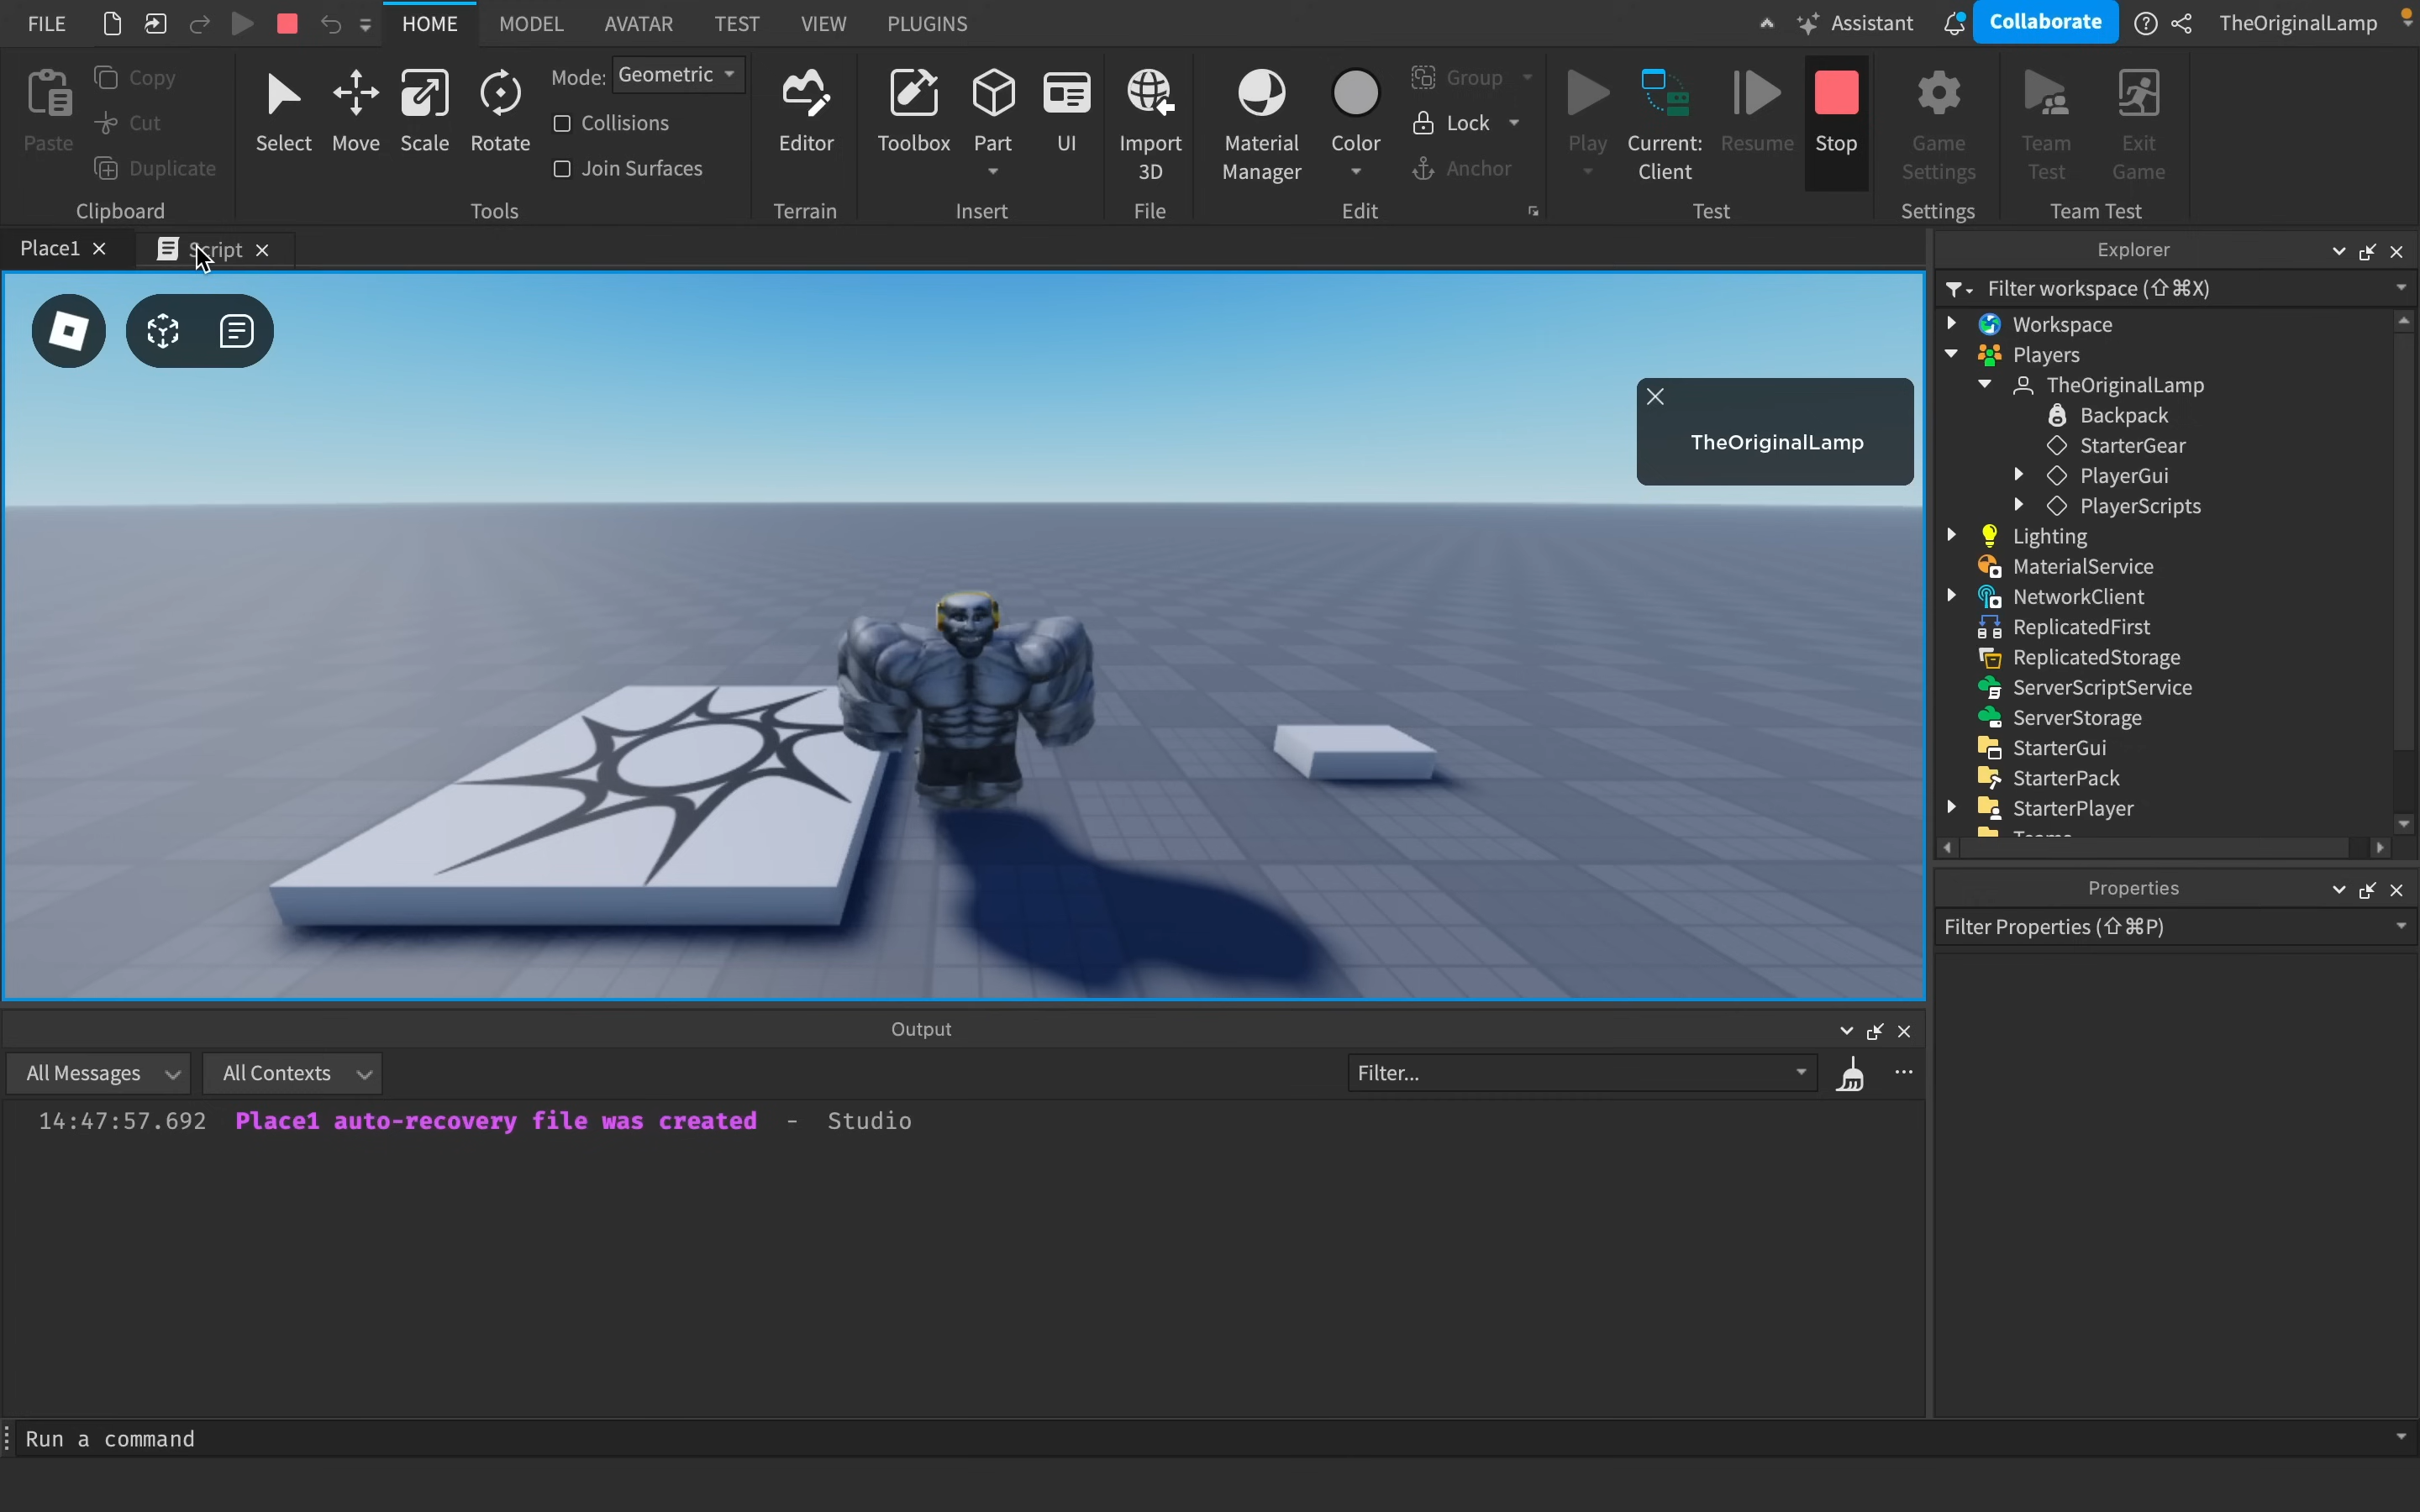 FILE
HOME
MODEL
AVATAR
TEST
VIEW
PLUGINS
Assistant
Collaborate
TheOriginalLamp
Paste
Copy
Cut
Duplicate
Clipboard
Select
Move
Scale
Rotate
Mode:
Geometric
Collisions
Join Surfaces
Tools
Editor
Terrain
Toolbox
Part
UI
Insert
Import
3D
File
Material
Manager
Color
Group
Lock
Anchor
Edit
Play
Current:
Client
Resume
Stop
Test
Game
Settings
Settings
Team
Test
Exit
Game
Team Test
Place1
Script
TheOriginalLamp
Explorer
Filter workspace (⇧⌘X)
Workspace
Players
TheOriginalLamp
Backpack
StarterGear
PlayerGui
PlayerScripts
Lighting
MaterialService
NetworkClient
ReplicatedFirst
ReplicatedStorage
ServerScriptService
ServerStorage
StarterGui
StarterPack
StarterPlayer
Properties
Filter Properties (⇧⌘P)
Output
All Messages
All Contexts
Filter...
14:47:57.692 Place1 auto-recovery file was created - Studio
Run a command